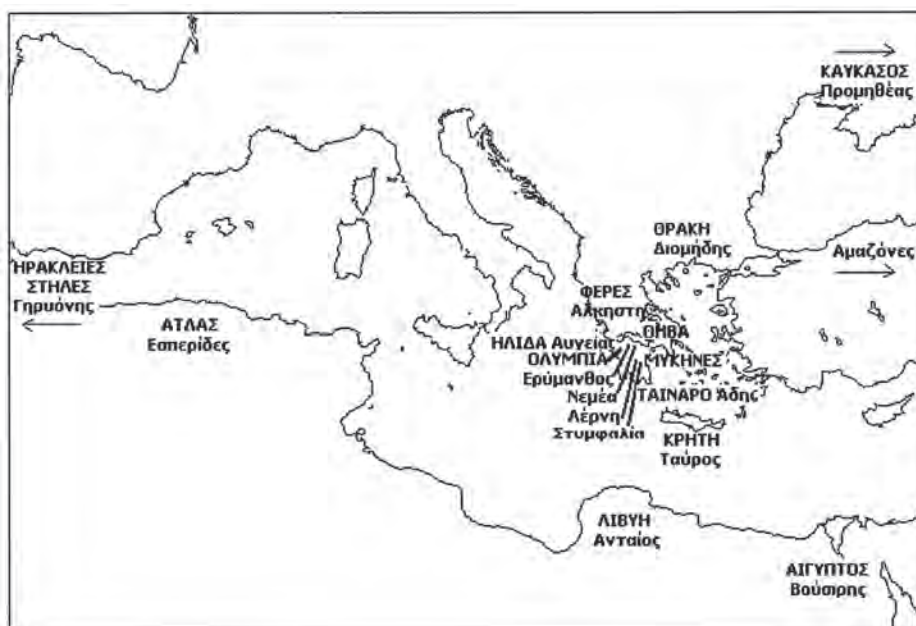 ΚΑΥΚΑΣΟΣ
Προμηθέας
ΘΡΑΚΗ
Διομήδης
Αμαζόνες
ΗΡΑΚΛΕΙΕΣ
ΣΤΗΛΕΣ
Γηρυόνης
ΦΕΡΕΣ
Αλκηστη
ΑΤΛΑΣ
Εσπερίδες
ΘΗΒΑ
ΗΛΙΔΑ Αυγείας
ΟΛΥΜΠΙΑ
ΜΥΚΗΝΕΣ
Ερύμανθος
Νεμέα
ΤΑΙΝΑΡΟ Άδης
Λέρνη
Στυμφαλία
ΚΡΗΤΗ
Ταύρος
ΛΙΒΥΗ
Ανταίος
ΑΙΓΥΠΤΟΣ
Βούσιρης